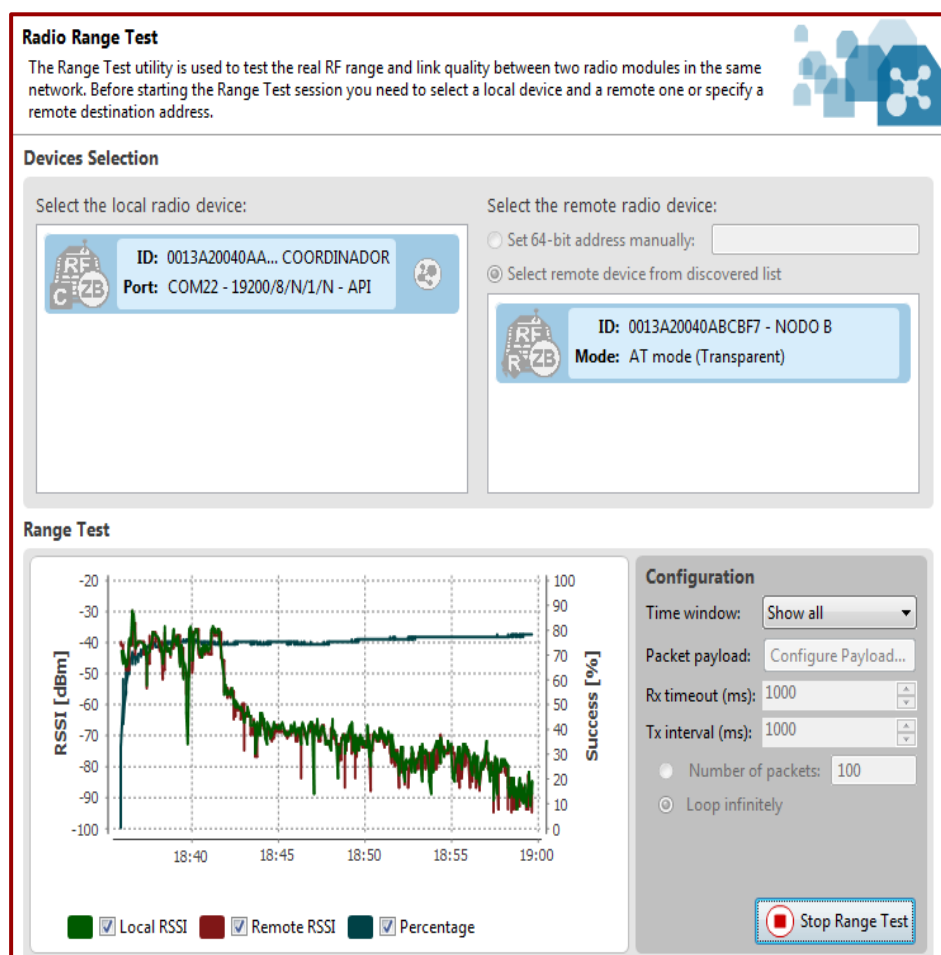 Radio Range Test
The Range Test utility is used to test the real RF range and link quality between two radio modules in the same
network. Before starting the Range Test session you need to select a local device and a remote one or specify a
remote destination address.
Devices Selection
Select the local radio device:
RF
C ZB
ID: 0013A20040AA... COORDINADOR
Port: COM22 - 19200/8/N/1/N - API
Select the remote radio device:
Set 64-bit address manually:
Select remote device from discovered list
RF
R ZB
ID: 0013A20040ABCBF7 - NODO B
Mode: AT mode (Transparent)
Range Test
RSSI [dBm]
-20
-30
-40
-50
-60
-70
-80
-90
-100
100
90
80
70
60
50
40
30
20
10
0
Success [%]
18:40 18:45 18:50 18:55 19:00
Local RSSI Remote RSSI Percentage
Configuration
Time window: Show all
Packet payload: Configure Payload...
Rx timeout (ms): 1000
Tx interval (ms): 1000
Number of packets: 100
Loop infinitely
Stop Range Test